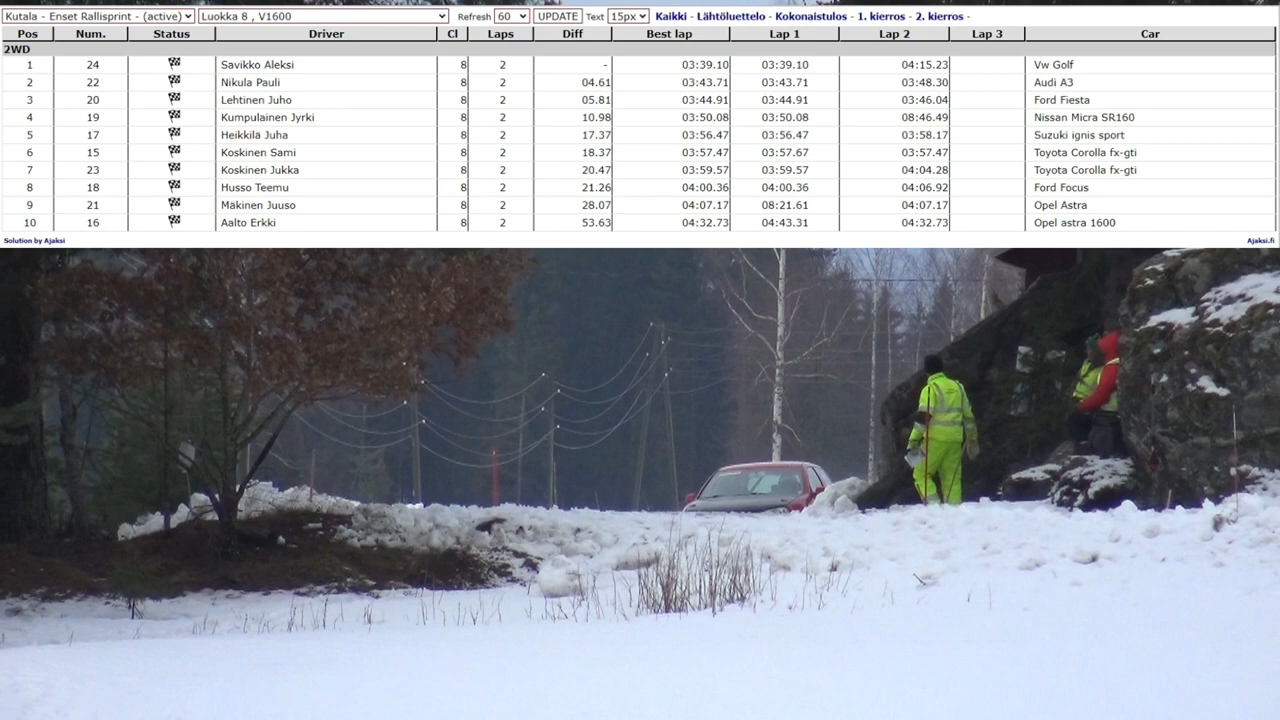 Kutala - Enset Rallisprint - (active) Luokka 8 , V1600 Refresh 60 UPDATE Text 15px Kaikki - Lähtöluettelo - Kokonaistulos - 1. kierros - 2. kierros -
Pos Num. Status Driver Cl Laps Diff Best lap Lap 1 Lap 2 Lap 3 Car
2WD
1 24 Savikko Aleksi 8 2 - 03:39.10 03:39.10 04:15.23 Vw Golf
2 22 Nikula Pauli 8 2 04.61 03:43.71 03:43.71 03:48.30 Audi A3
3 20 Lehtinen Juho 8 2 05.81 03:44.91 03:44.91 03:46.04 Ford Fiesta
4 19 Kumpulainen Jyrki 8 2 10.98 03:50.08 03:50.08 08:46.49 Nissan Micra SR160
5 17 Heikkilä Juha 8 2 17.37 03:56.47 03:56.47 03:58.17 Suzuki ignis sport
6 15 Koskinen Sami 8 2 18.37 03:57.47 03:57.67 03:57.47 Toyota Corolla fx-gti
7 23 Koskinen Jukka 8 2 20.47 03:59.57 03:59.57 04:04.28 Toyota Corolla fx-gti
8 18 Husso Teemu 8 2 21.26 04:00.36 04:00.36 04:06.92 Ford Focus
9 21 Mäkinen Juuso 8 2 28.07 04:07.17 08:21.61 04:07.17 Opel Astra
10 16 Aalto Erkki 8 2 53.63 04:32.73 04:43.31 04:32.73 Opel astra 1600
Solution by Ajaksi Ajaksi.fi